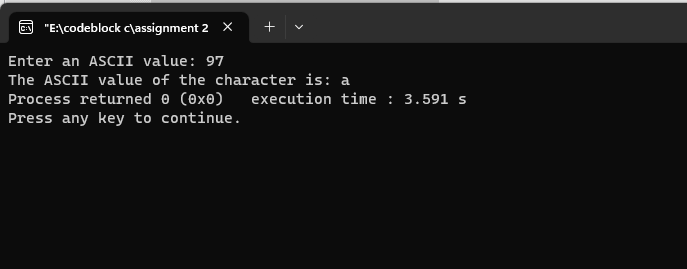 "E:\codeblock c\assignment 2
Enter an ASCII value: 97
The ASCII value of the character is: a
Process returned 0 (0x0)   execution time : 3.591 s
Press any key to continue.